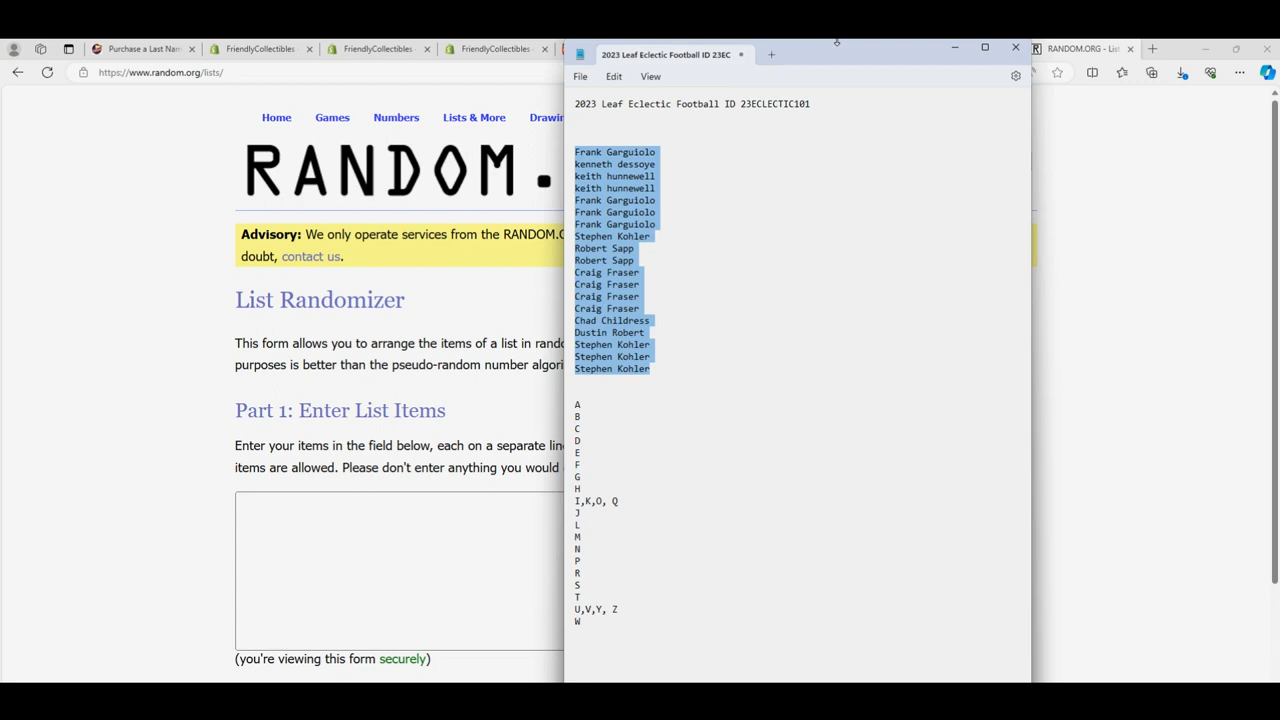 Purchase a Last Nam
FriendlyCollectibles
FriendlyCollectibles
FriendlyCollectibles
RANDOM.ORG - List
https://www.random.org/lists/
2023 Leaf Eclectic Football ID 23EC
File Edit View
2023 Leaf Eclectic Football ID 23ECLECTIC101
Frank Garguiolo
kenneth dessoye
keith hunnewell
keith hunnewell
Frank Garguiolo
Frank Garguiolo
Frank Garguiolo
Stephen Kohler
Robert Sapp
Robert Sapp
Craig Fraser
Craig Fraser
Craig Fraser
Craig Fraser
Chad Childress
Dustin Robert
Stephen Kohler
Stephen Kohler
Stephen Kohler
A
B
C
D
E
F
G
H
I,K,O, Q
J
L
M
N
P
R
S
T
U,V,Y, Z
W
Home Games Numbers Lists & More Drawin
RANDOM.
Advisory: We only operate services from the RANDOM.O
doubt, contact us.
List Randomizer
This form allows you to arrange the items of a list in rando
purposes is better than the pseudo-random number algori
Part 1: Enter List Items
Enter your items in the field below, each on a separate line
items are allowed. Please don't enter anything you would
(you're viewing this form securely)